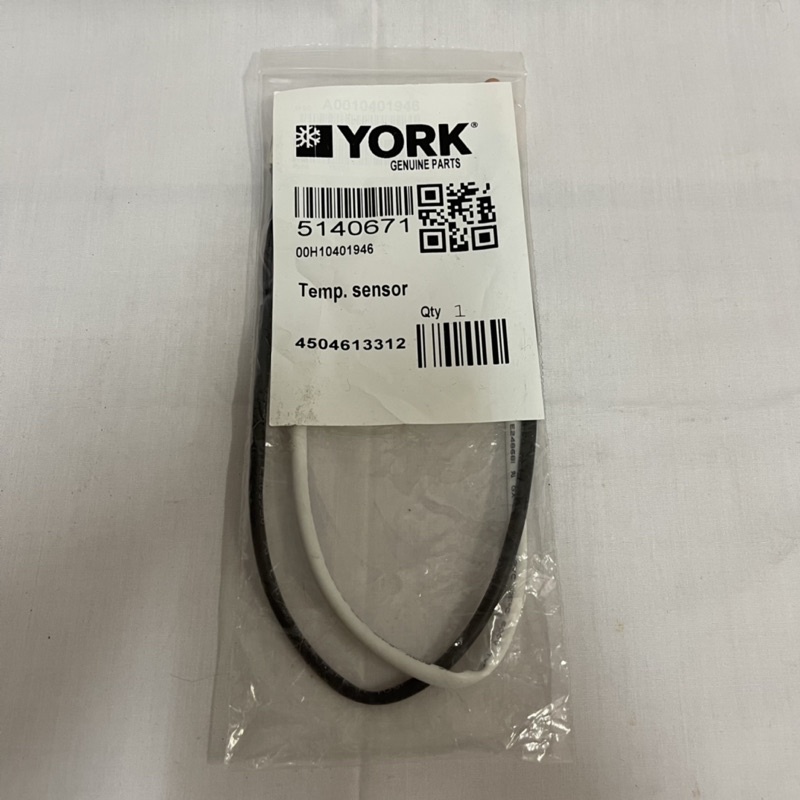 A0010401946
YORK®
GENUINE PARTS
5140671
00H10401946
Temp. sensor
Qty 1
4504613312